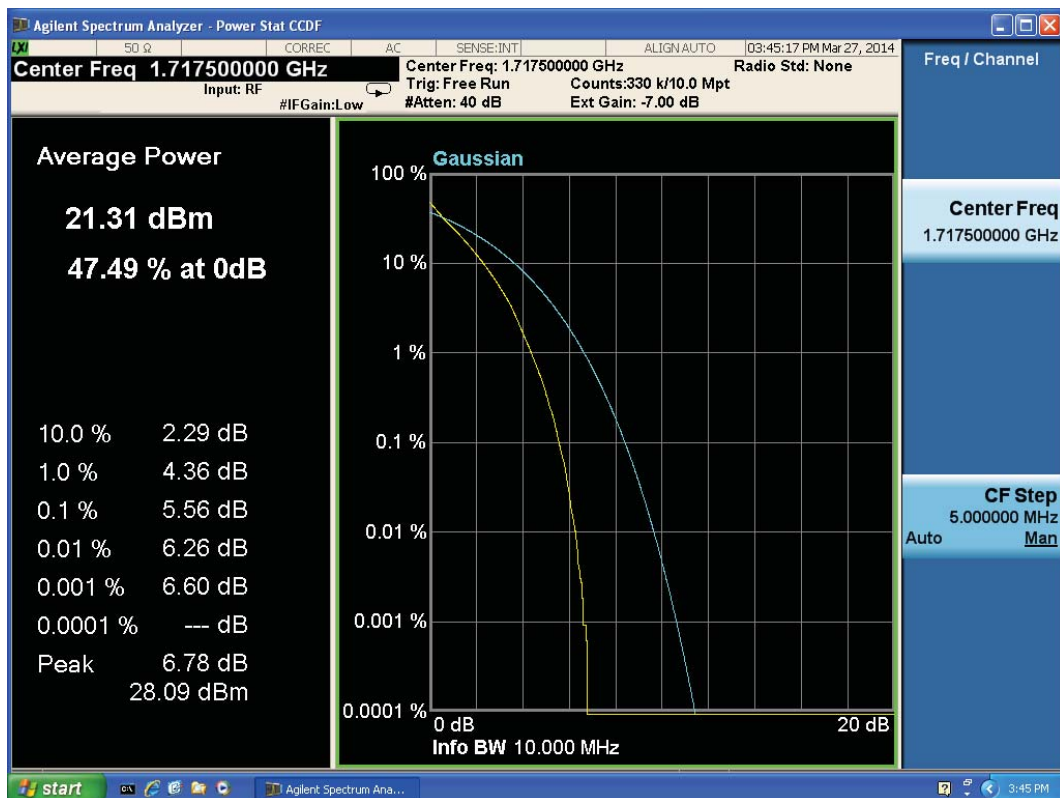 Agilent Spectrum Analyzer - Power Stat CCDF
LXI 50 Ω CORREC AC SENSE:INT ALIGN AUTO 03:45:17 PM Mar 27, 2014
Center Freq 1.717500000 GHz
Input: RF
#IFGain:Low
Center Freq: 1.717500000 GHz Radio Std: None
Trig: Free Run Counts:330 k/10.0 Mpt
#Atten: 40 dB Ext Gain: -7.00 dB
Average Power
21.31 dBm
47.49 % at 0dB
10.0 % 2.29 dB
1.0 % 4.36 dB
0.1 % 5.56 dB
0.01 % 6.26 dB
0.001 % 6.60 dB
0.0001 % --- dB
Peak 6.78 dB
28.09 dBm
Gaussian
100 %
10 %
1 %
0.1 %
0.01 %
0.001 %
0.0001 %
0 dB 20 dB
Info BW 10.000 MHz
Freq / Channel
Center Freq
1.717500000 GHz
CF Step
5.000000 MHz
Auto Man
start Agilent Spectrum Ana... 3:45 PM